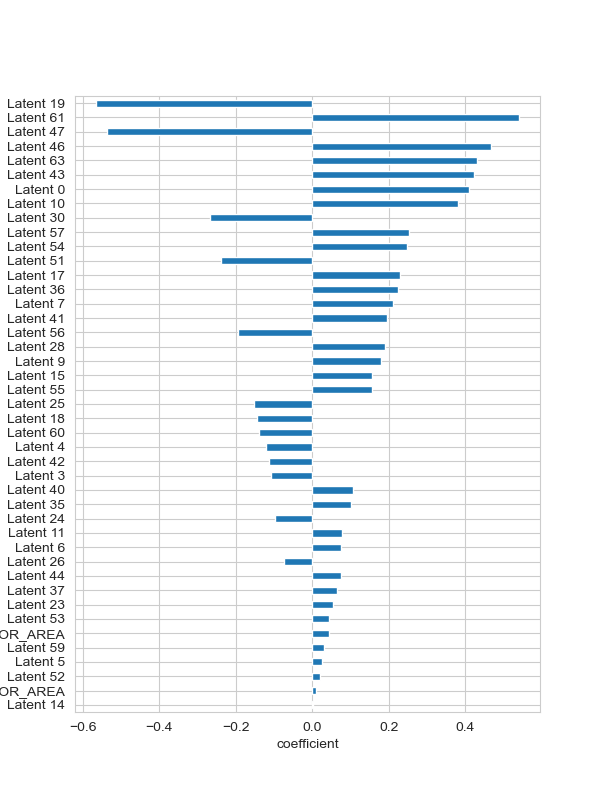 Latent 19
Latent 61
Latent 47
Latent 46
Latent 63
Latent 43
Latent 0
Latent 10
Latent 30
Latent 57
Latent 54
Latent 51
Latent 17
Latent 36
Latent 7
Latent 41
Latent 56
Latent 28
Latent 9
Latent 15
Latent 55
Latent 25
Latent 18
Latent 60
Latent 4
Latent 42
Latent 3
Latent 40
Latent 35
Latent 24
Latent 11
Latent 6
Latent 26
Latent 44
Latent 37
Latent 23
Latent 53
OR_AREA
Latent 59
Latent 5
Latent 52
OR_AREA
Latent 14
−0.6 −0.4 −0.2 0.0 0.2 0.4
coefficient